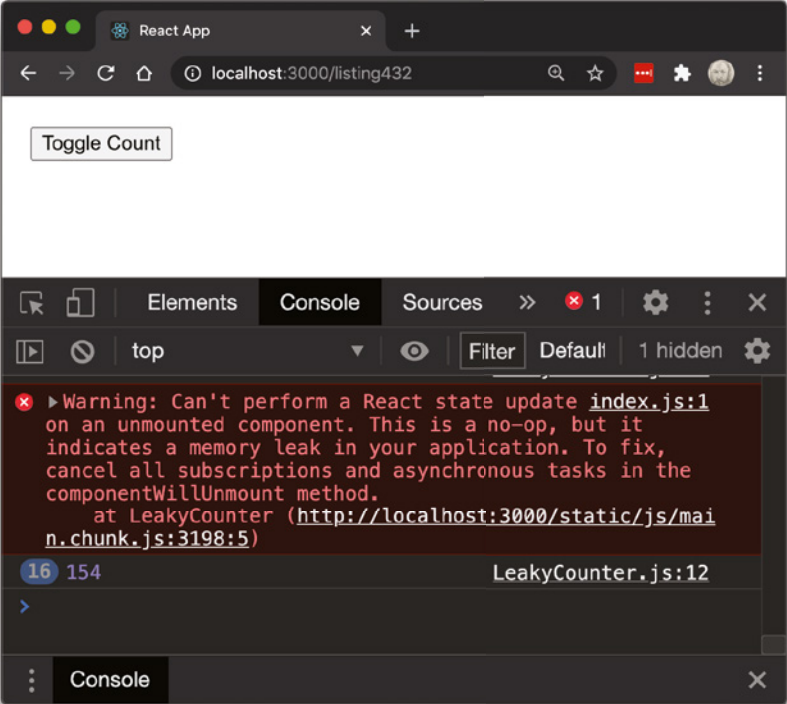 React App
localhost:3000/listing432
Toggle Count
Elements Console Sources » 1
top Filter Defaul 1 hidden
Warning: Can't perform a React state update index.js:1
on an unmounted component. This is a no-op, but it
indicates a memory leak in your application. To fix,
cancel all subscriptions and asynchronous tasks in the
componentWillUnmount method.
at LeakyCounter (http://localhost:3000/static/js/mai
n.chunk.js:3198:5)
16 154 LeakyCounter.js:12
Console